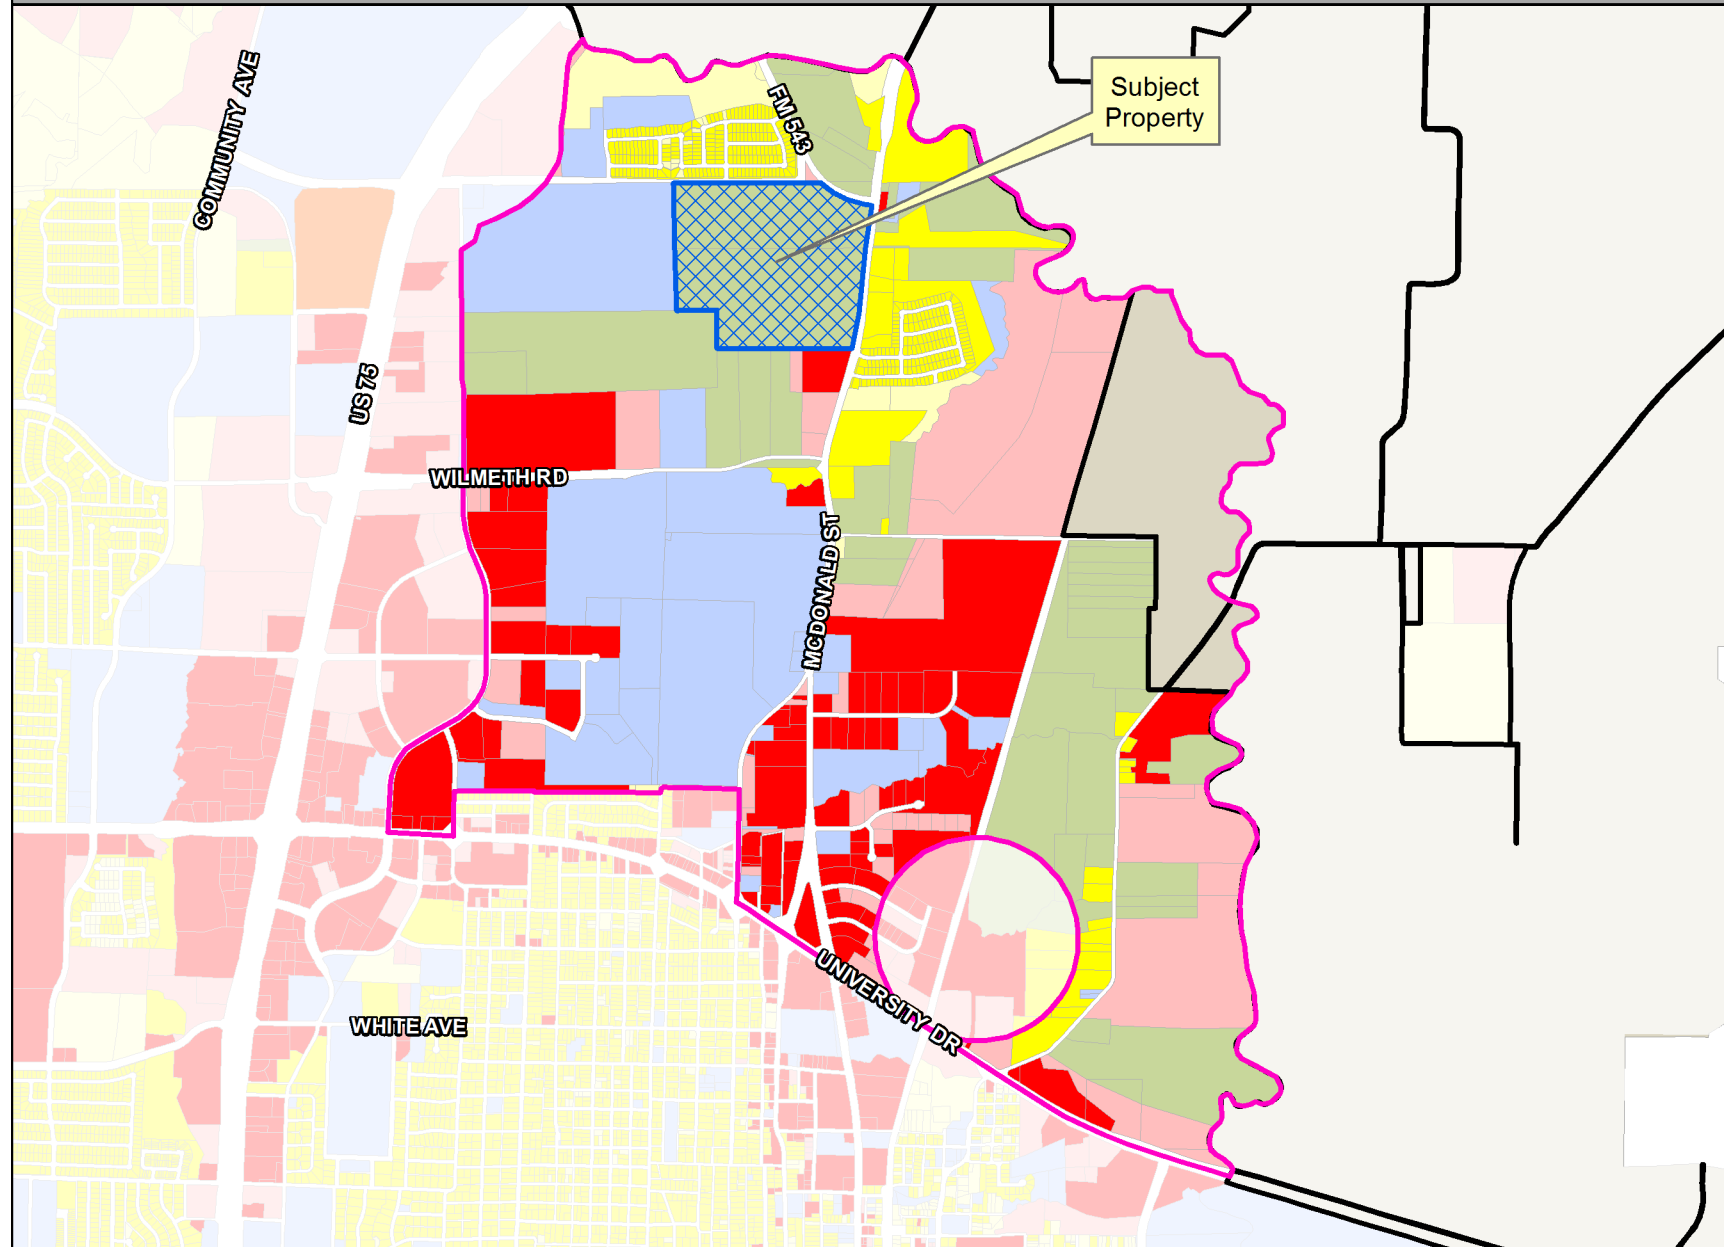 COMMUNITY AVE
FM 543
Subject
Property
US 75
WILMETH RD
MCDONALD ST
UNIVERSITY DR
WHITE AVE